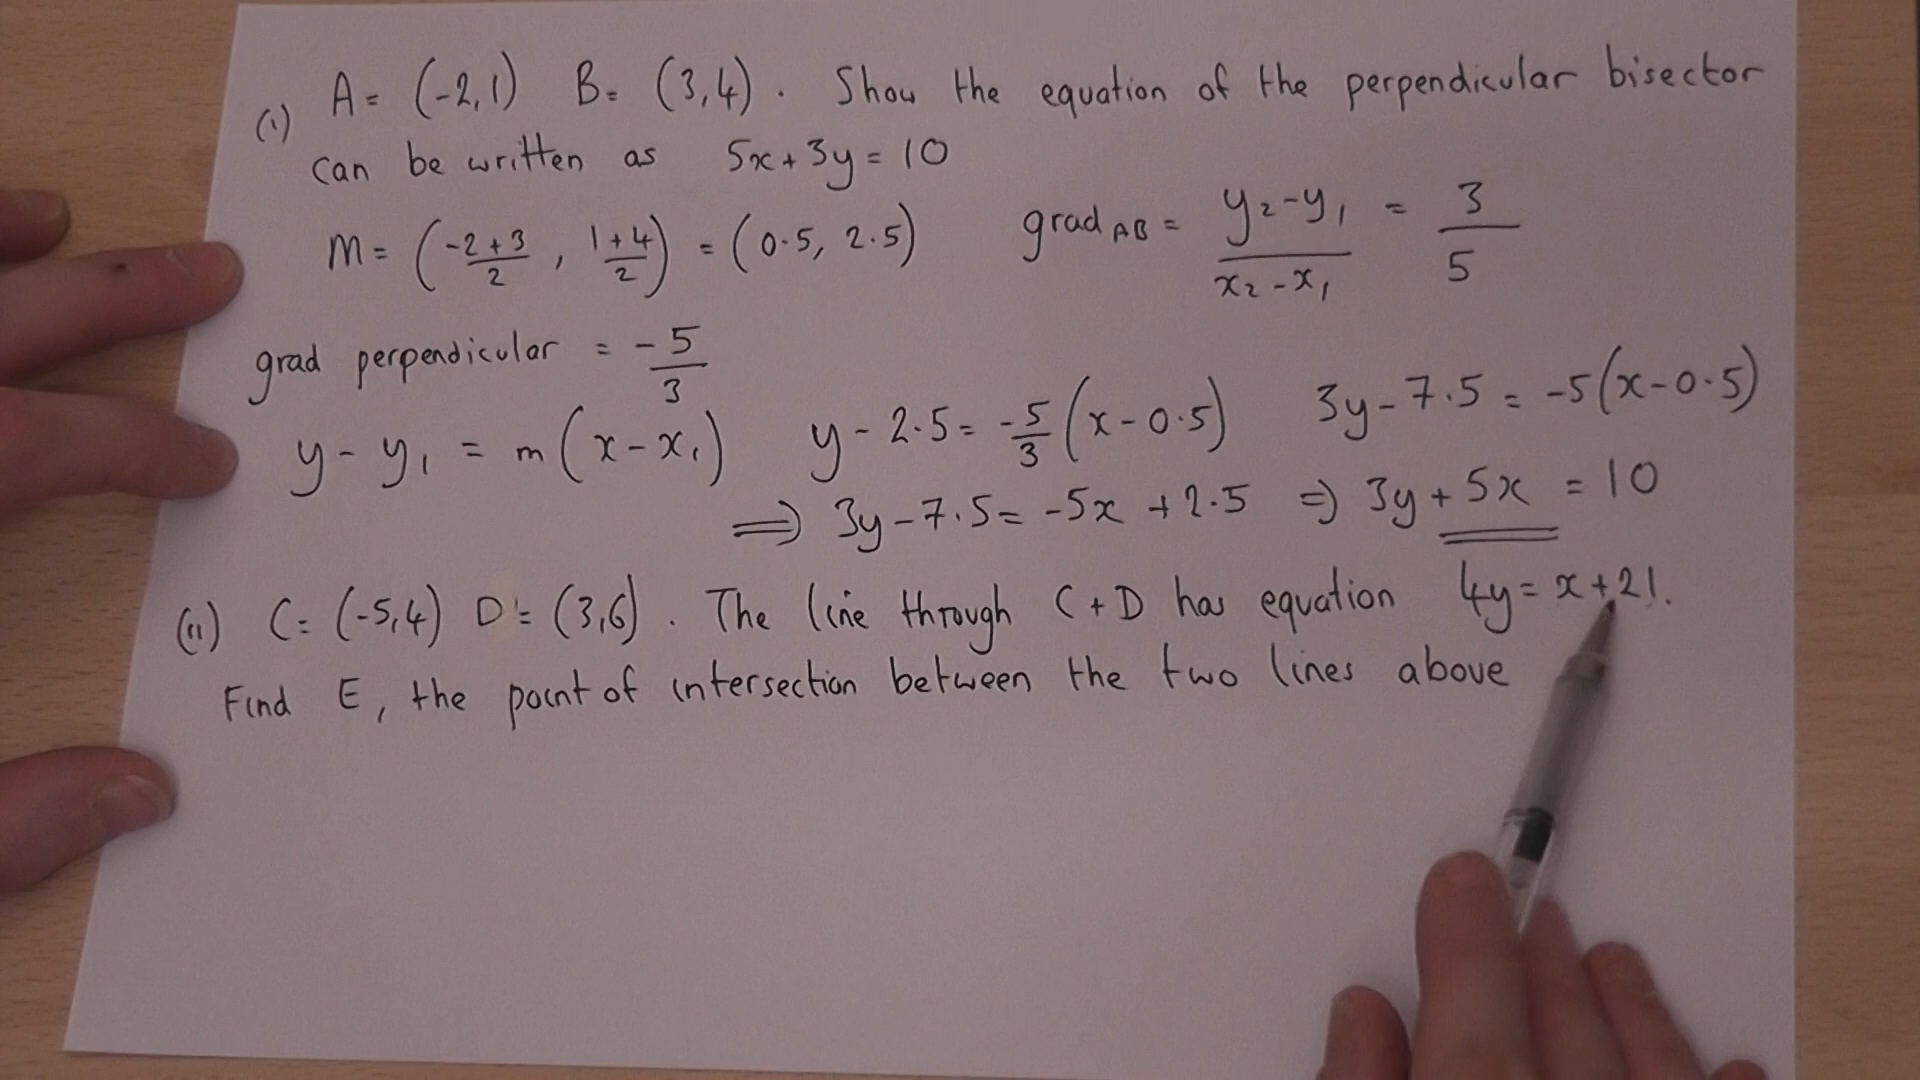 (i) A = (-2,1) B = (3,4). Show the equation of the perpendicular bisector
can be written as 5x + 3y = 10
M = (-2+3/2, 1+4/2) = (0.5, 2.5) grad AB = y₂-y₁/x₂-x₁ = 3/5
grad perpendicular = -5/3
y - y₁ = m(x - x₁) y - 2.5 = -5/3(x - 0.5) 3y - 7.5 = -5(x - 0.5)
⟹ 3y - 7.5 = -5x + 2.5 ⇒ 3y + 5x = 10
(ii) C = (-5,4) D = (3,6). The line through C + D has equation 4y = x + 21.
Find E, the point of intersection between the two lines above